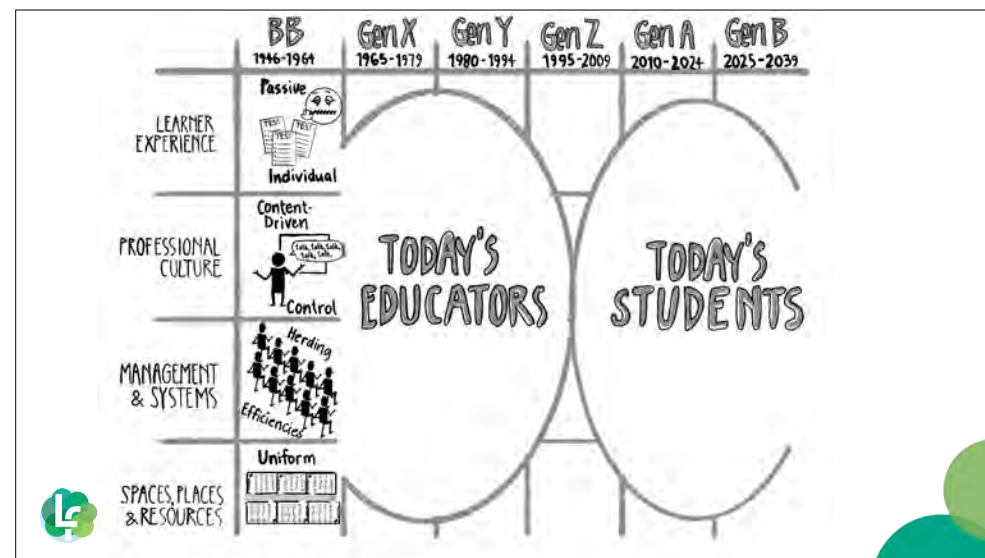 BB
1946-1964
Gen X
1965-1979
Gen Y
1980-1994
Gen Z
1995-2009
Gen A
2010-2024
Gen B
2025-2039
LEARNER
EXPERIENCE
Passive
TEST
TEST
TEST
Individual
PROFESSIONAL
CULTURE
Content-
Driven
talk, talk, talk,
talk, talk.
Control
MANAGEMENT
& SYSTEMS
Herding
Efficiencies
SPACES, PLACES
& RESOURCES
Uniform
TODAY'S
EDUCATORS
TODAY'S
STUDENTS